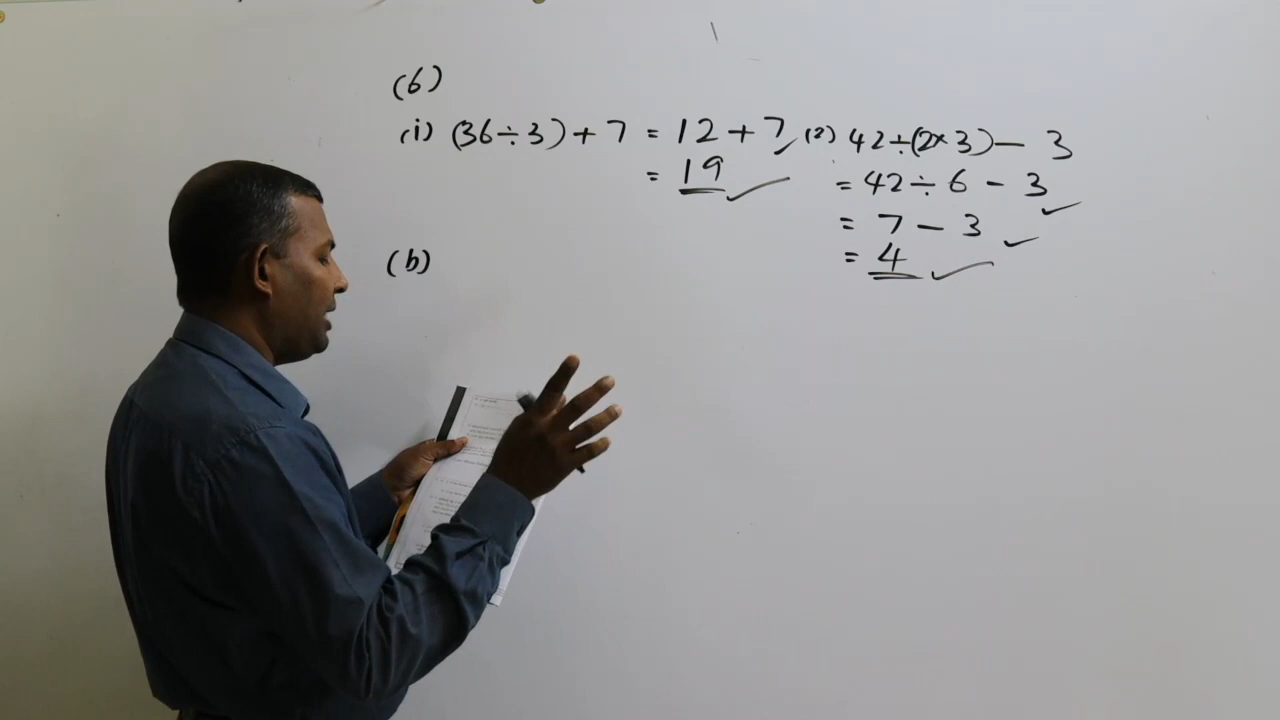 (6)
(i) (36÷3)+7 = 12+7
= 19
(2) 42÷(2×3)− 3
= 42÷ 6 − 3
= 7 − 3
= 4
(b)